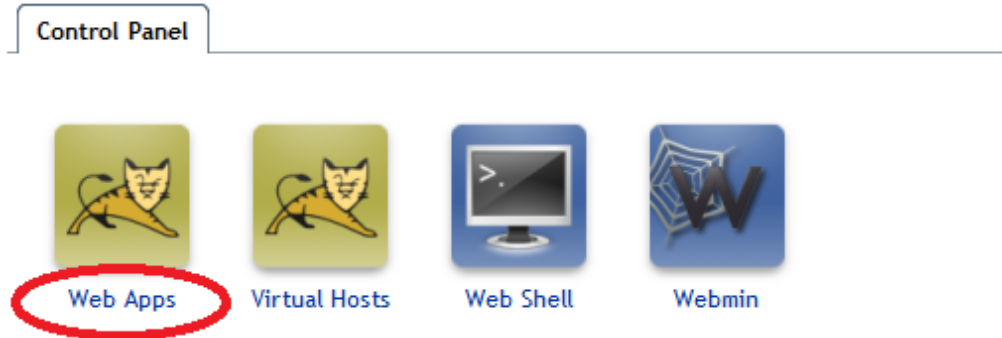 Control Panel
>_
Web Apps
Virtual Hosts
Web Shell
W
Webmin